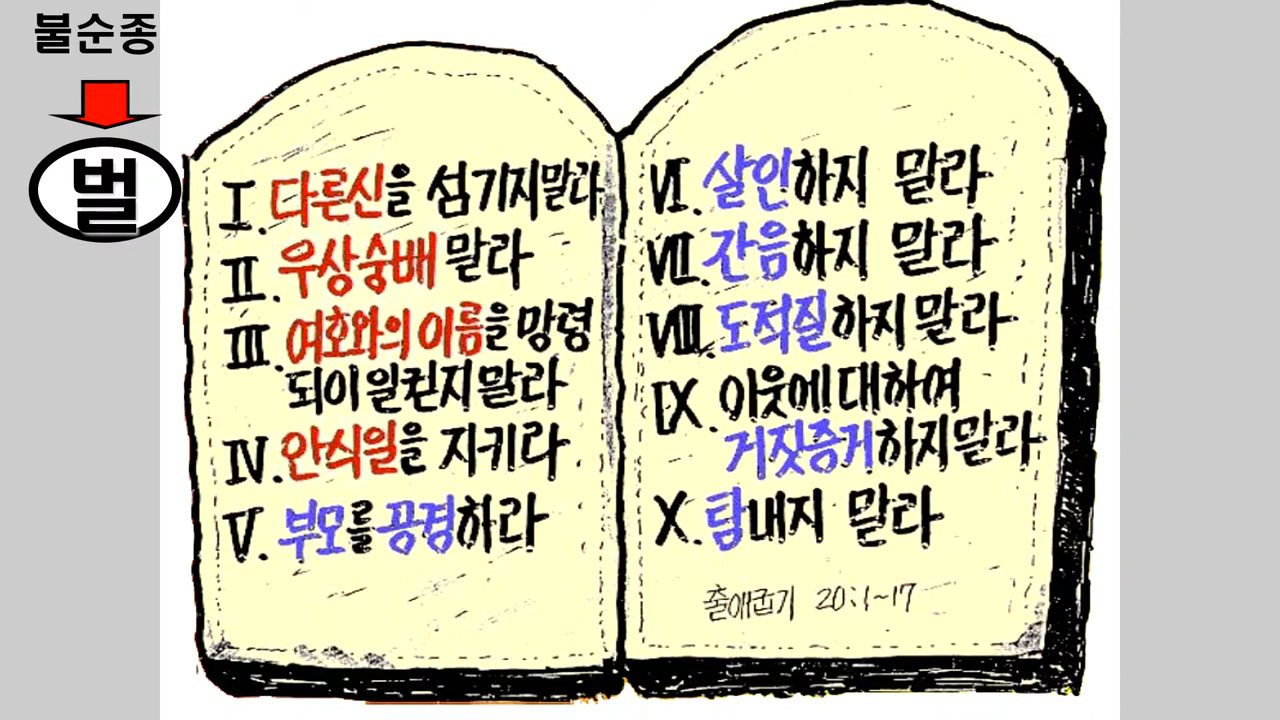 불순종
벌
I. 다른신을 섬기지말라
II. 우상숭배 말라
III. 여호와의 이름을 망령
되이 일컫지말라
IV. 안식일을 지키라
V. 부모를 공경하라
VI. 살인하지 말라
VII. 간음하지 말라
VIII. 도적질하지 말라
IX. 이웃에 대하여
거짓증거하지말라
X. 탐내지 말라
출애굽기 20:1~17